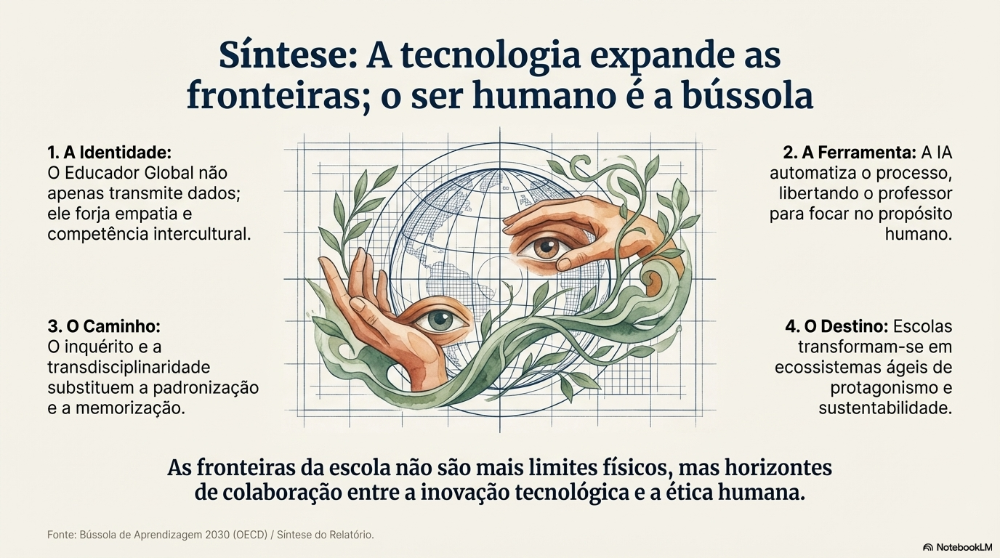 Síntese: A tecnologia expande as
fronteiras; o ser humano é a bússola
1. A Identidade:
O Educador Global não
apenas transmite dados;
ele forja empatia e
competência intercultural.
2. A Ferramenta: A IA
automatiza o processo,
libertando o professor
para focar no propósito
humano.
3. O Caminho:
O inquérito e a
transdisciplinaridade
substituem a padronização
e a memorização.
4. O Destino: Escolas
transformam-se em
ecossistemas ágeis de
protagonismo e
sustentabilidade.
As fronteiras da escola não são mais limites físicos, mas horizontes
de colaboração entre a inovação tecnológica e a ética humana.
Fonte: Bússola de Aprendizagem 2030 (OECD) / Síntese do Relatório.
NotebookLM